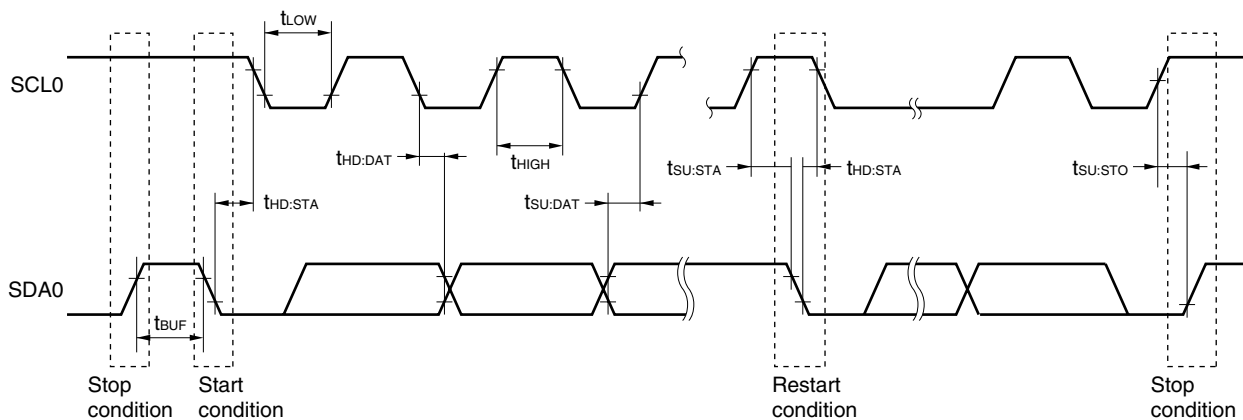 tLOW
SCL0
tHD:DAT
tHIGH
tSU:STA
tHD:STA
tSU:STO
tHD:STA
tSU:DAT
SDA0
tBUF
Stop
condition
Start
condition
Restart
condition
Stop
condition